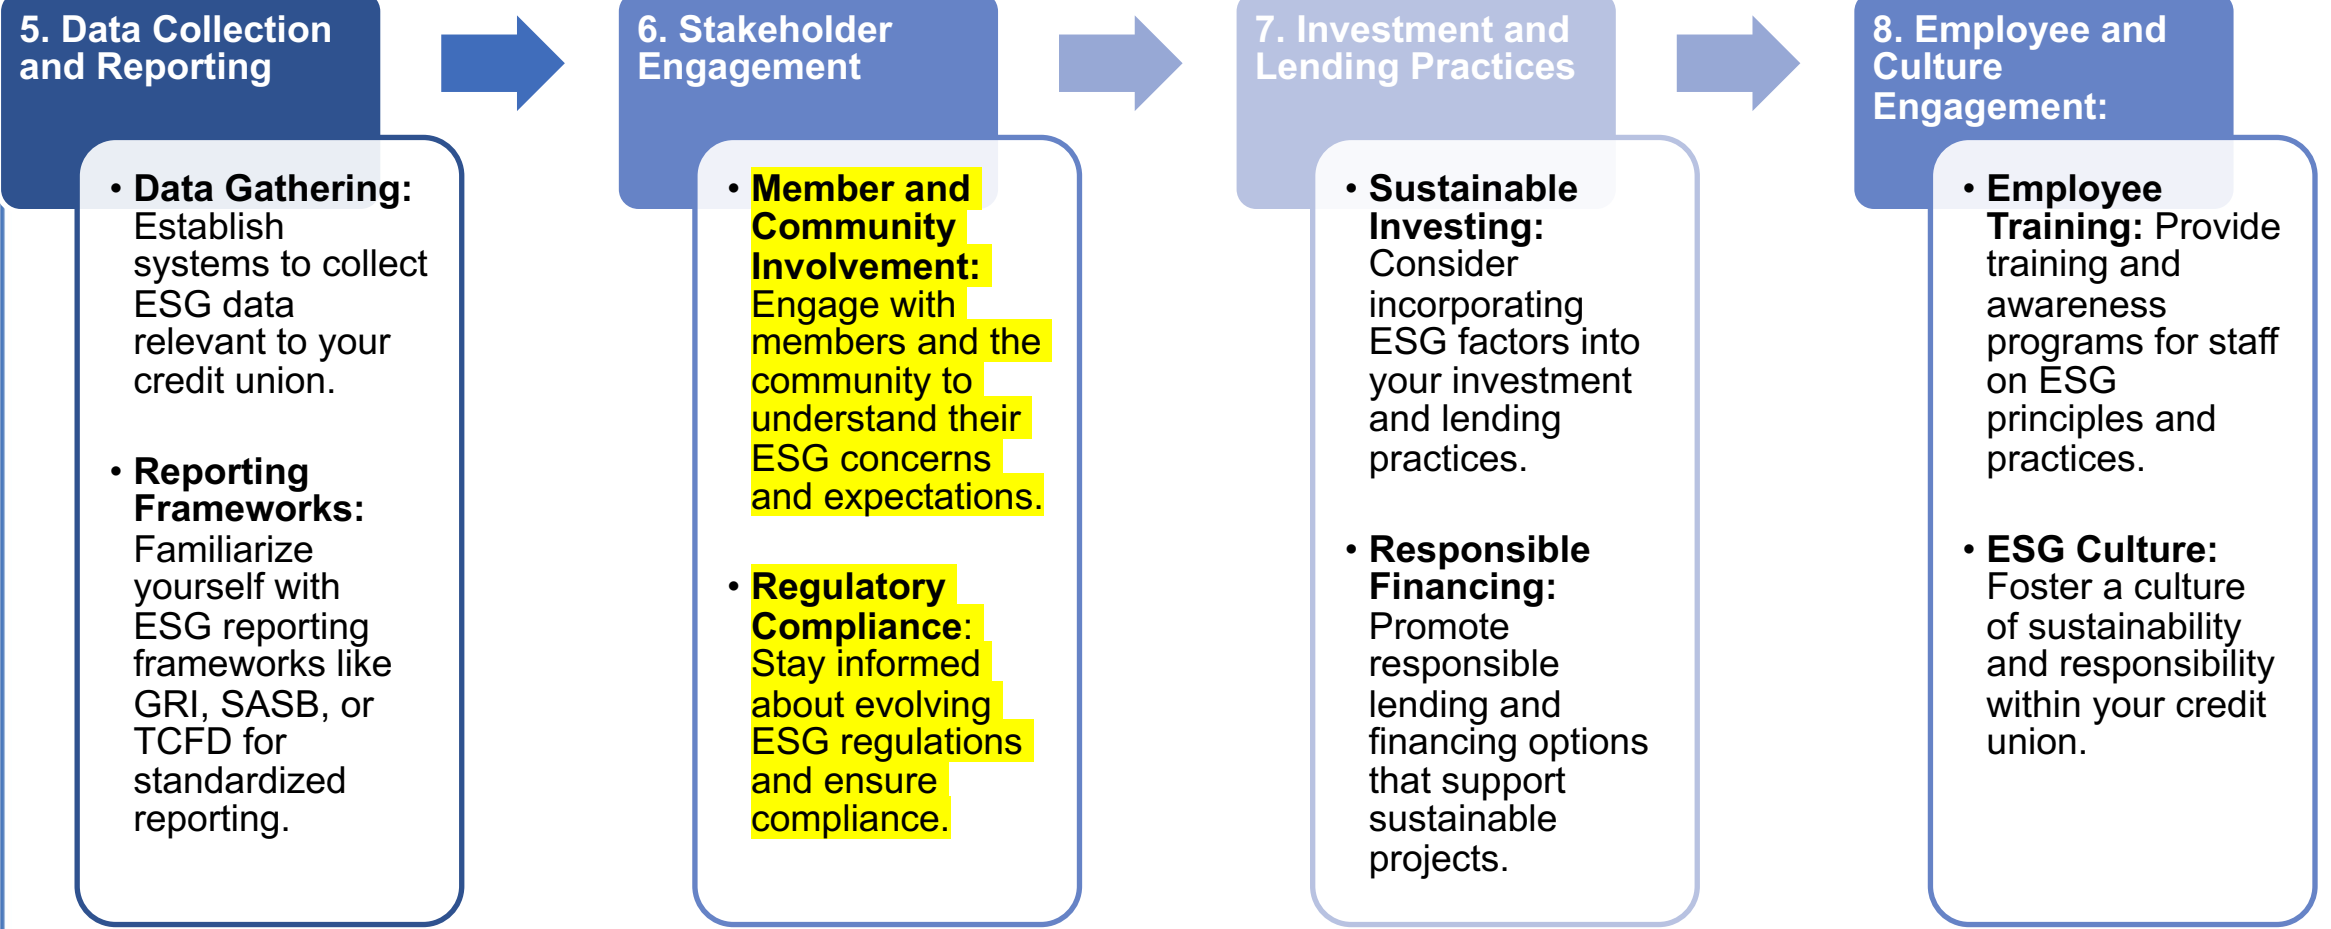 5. Data Collection
and Reporting
• Data Gathering:
Establish
systems to collect
ESG data
relevant to your
credit union.
• Reporting
Frameworks:
Familiarize
yourself with
ESG reporting
frameworks like
GRI, SASB, or
TCFD for
standardized
reporting.
6. Stakeholder
Engagement
• Member and
Community
Involvement:
Engage with
members and the
community to
understand their
ESG concerns
and expectations.
• Regulatory
Compliance:
Stay informed
about evolving
ESG regulations
and ensure
compliance.
7. Investment and
Lending Practices
• Sustainable
Investing:
Consider
incorporating
ESG factors into
your investment
and lending
practices.
• Responsible
Financing:
Promote
responsible
lending and
financing options
that support
sustainable
projects.
8. Employee and
Culture
Engagement:
• Employee
Training: Provide
training and
awareness
programs for staff
on ESG
principles and
practices.
• ESG Culture:
Foster a culture
of sustainability
and responsibility
within your credit
union.